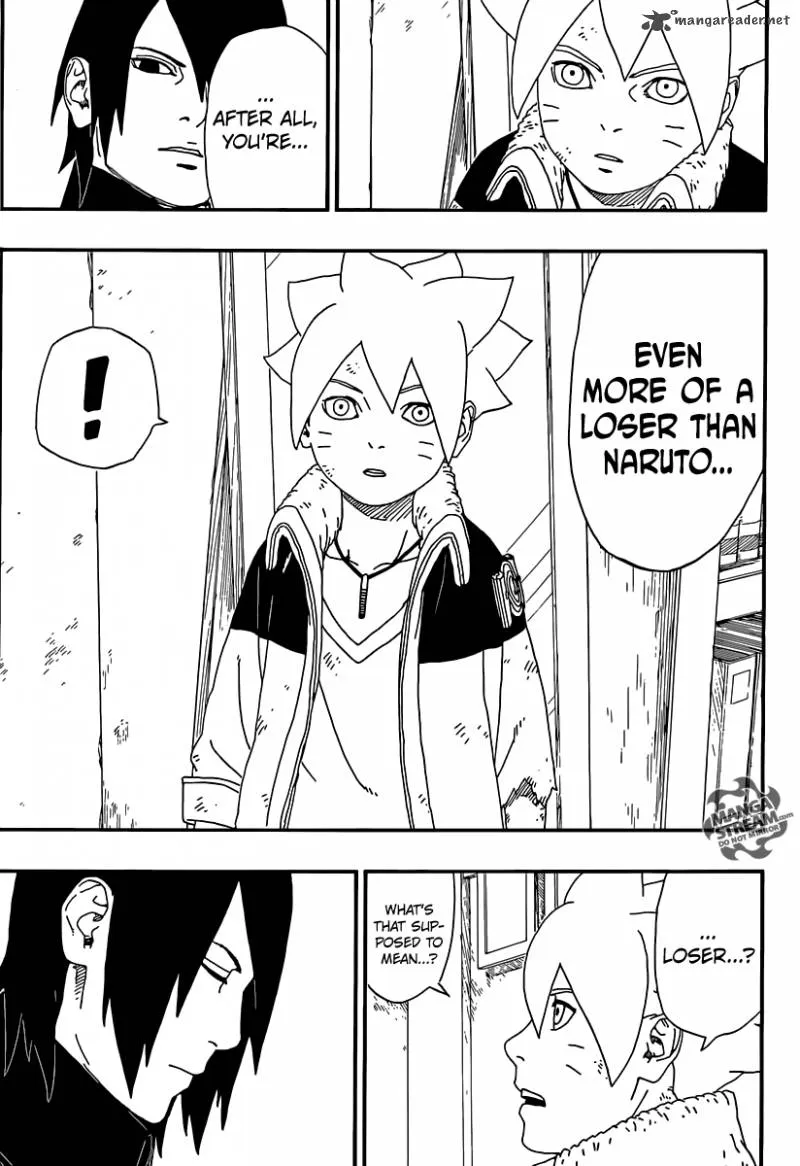 mangareader.net
...
AFTER ALL,
YOU'RE...
EVEN
MORE OF A
LOSER THAN
NARUTO...
!
MANGA
STREAM.com
DO NOT MIRROR
...
LOSER...?
WHAT'S
THAT SUP-
POSED TO
MEAN...?